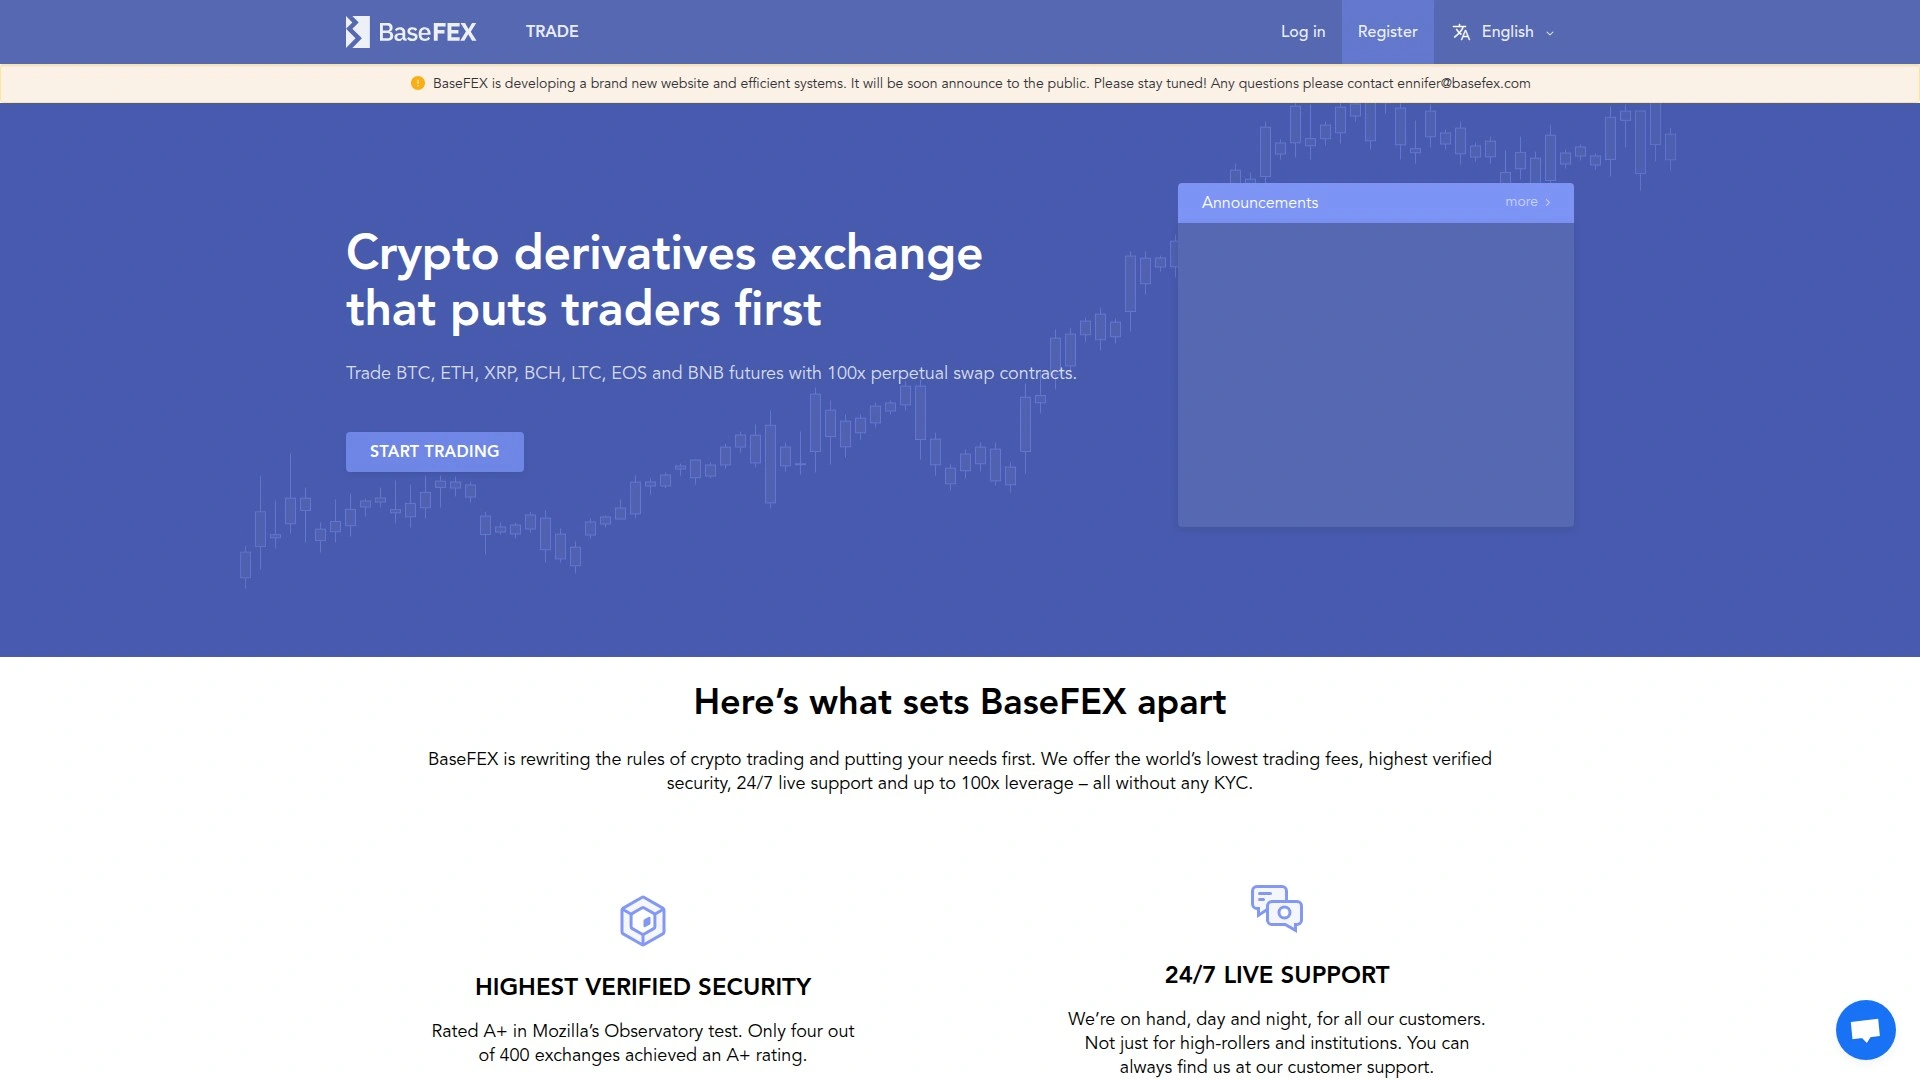 BaseFEX
TRADE
Log in
Register
English
BaseFEX is developing a brand new website and efficient systems. It will be soon announce to the public. Please stay tuned! Any questions please contact ennifer@basefex.com
Announcements
more
Crypto derivatives exchange
that puts traders first
Trade BTC, ETH, XRP, BCH, LTC, EOS and BNB futures with 100x perpetual swap contracts.
START TRADING
Here’s what sets BaseFEX apart
BaseFEX is rewriting the rules of crypto trading and putting your needs first. We offer the world’s lowest trading fees, highest verified
security, 24/7 live support and up to 100x leverage – all without any KYC.
HIGHEST VERIFIED SECURITY
Rated A+ in Mozilla’s Observatory test. Only four out
of 400 exchanges achieved an A+ rating.
24/7 LIVE SUPPORT
We’re on hand, day and night, for all our customers.
Not just for high-rollers and institutions. You can
always find us at our customer support.